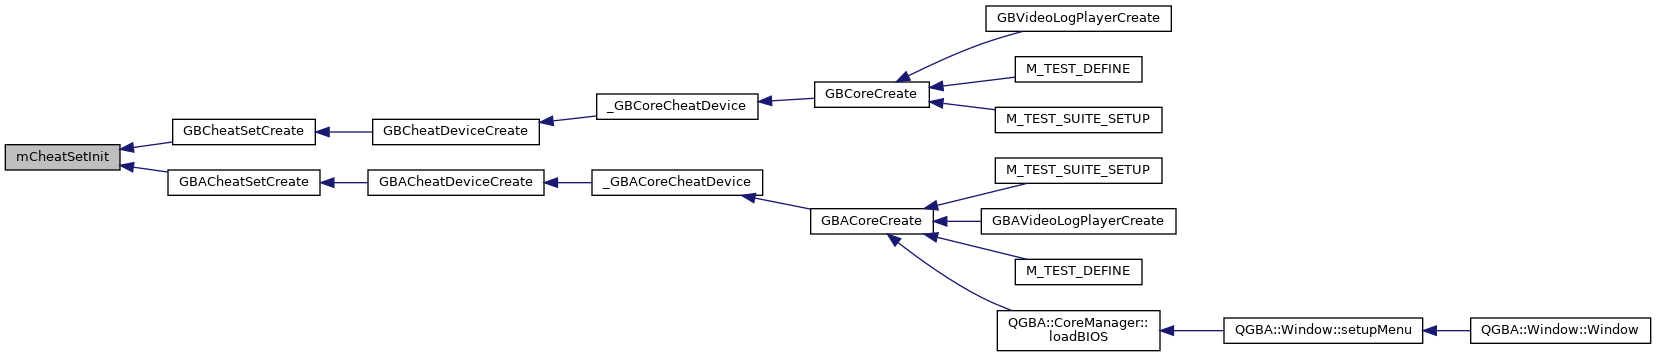 GBVideoLogPlayerCreate
M_TEST_DEFINE
GBCoreCreate
_GBCoreCheatDevice
M_TEST_SUITE_SETUP
GBCheatSetCreate
GBCheatDeviceCreate
mCheatSetInit
GBACheatSetCreate
GBACheatDeviceCreate
_GBACoreCheatDevice
M_TEST_SUITE_SETUP
GBACoreCreate
GBAVideoLogPlayerCreate
M_TEST_DEFINE
QGBA::CoreManager::
loadBIOS
QGBA::Window::setupMenu
QGBA::Window::Window